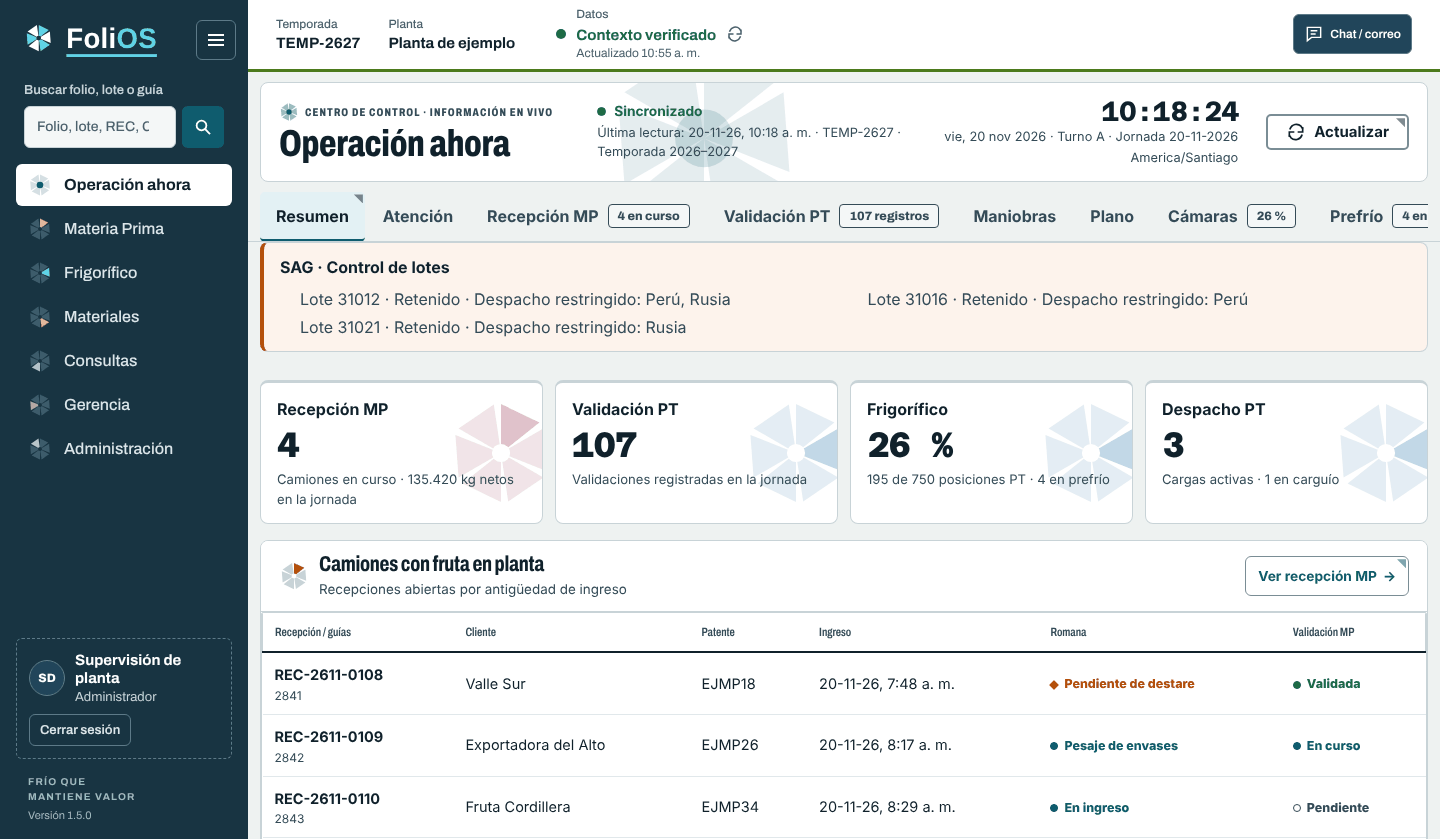 FoliOS
Buscar folio, lote o guía
Folio, lote, REC, C
Operación ahora
Materia Prima
Frigorífico
Materiales
Consultas
Gerencia
Administración
SD
Supervisión de
planta
Administrador
Cerrar sesión
FRÍO QUE
MANTIENE VALOR
Versión 1.5.0
Temporada
TEMP-2627
Planta
Planta de ejemplo
Datos
Contexto verificado
Actualizado 10:55 a. m.
Chat / correo
CENTRO DE CONTROL · INFORMACIÓN EN VIVO
Operación ahora
Sincronizado
Última lectura: 20-11-26, 10:18 a. m. · TEMP-2627 ·
Temporada 2026–2027
10:18:24
vie, 20 nov 2026 · Turno A · Jornada 20-11-2026
America/Santiago
Actualizar
Resumen Atención Recepción MP 4 en curso Validación PT 107 registros Maniobras Plano Cámaras 26 % Prefrío 4 en
SAG · Control de lotes
Lote 31012 · Retenido · Despacho restringido: Perú, Rusia Lote 31016 · Retenido · Despacho restringido: Perú
Lote 31021 · Retenido · Despacho restringido: Rusia
Recepción MP
4
Camiones en curso · 135.420 kg netos
en la jornada
Validación PT
107
Validaciones registradas en la jornada
Frigorífico
26 %
195 de 750 posiciones PT · 4 en prefrío
Despacho PT
3
Cargas activas · 1 en carguío
Camiones con fruta en planta
Recepciones abiertas por antigüedad de ingreso
Ver recepción MP →
Recepción / guías Cliente Patente Ingreso Romana Validación MP
REC-2611-0108 Valle Sur EJMP18 20-11-26, 7:48 a. m. Pendiente de destare Validada
2841
REC-2611-0109 Exportadora del Alto EJMP26 20-11-26, 8:17 a. m. Pesaje de envases En curso
2842
REC-2611-0110 Fruta Cordillera EJMP34 20-11-26, 8:29 a. m. En ingreso Pendiente
2843